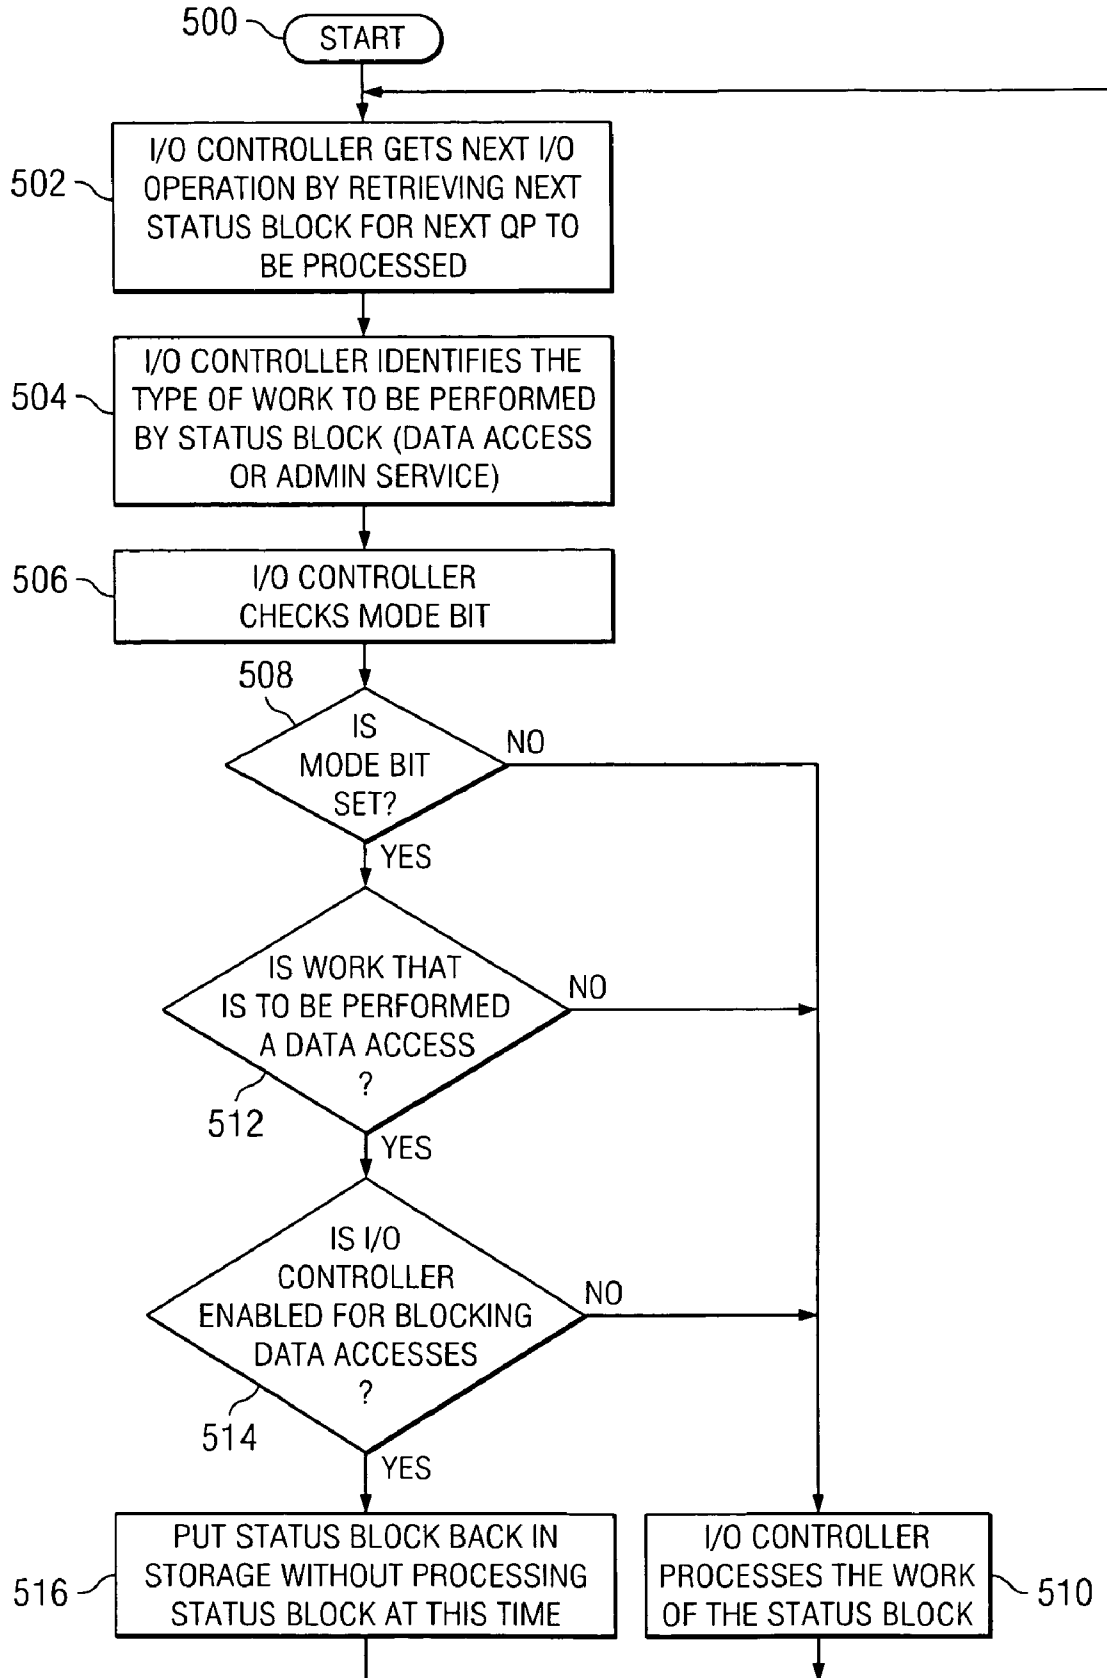 500
START
I/O CONTROLLER GETS NEXT I/O
OPERATION BY RETRIEVING NEXT
STATUS BLOCK FOR NEXT QP TO
BE PROCESSED
502
I/O CONTROLLER IDENTIFIES THE
TYPE OF WORK TO BE PERFORMED
BY STATUS BLOCK (DATA ACCESS
OR ADMIN SERVICE)
504
I/O CONTROLLER
CHECKS MODE BIT
506
508
IS
MODE BIT
SET?
NO
YES
IS WORK THAT
IS TO BE PERFORMED
A DATA ACCESS
?
NO
512
YES
IS I/O
CONTROLLER
ENABLED FOR BLOCKING
DATA ACCESSES
?
NO
514
YES
PUT STATUS BLOCK BACK IN
STORAGE WITHOUT PROCESSING
STATUS BLOCK AT THIS TIME
516
I/O CONTROLLER
PROCESSES THE WORK
OF THE STATUS BLOCK
510